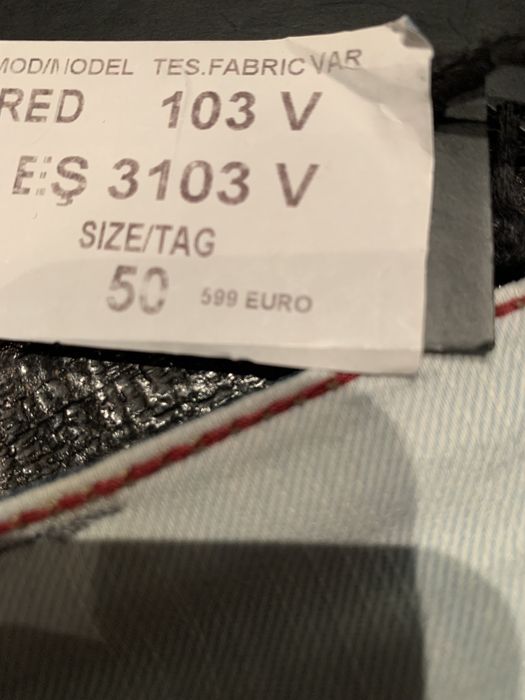 MOD/MODEL TES.FABRIC VAR
RED 103 V
EŞ 3103 V
SIZE/TAG
50 599 EURO